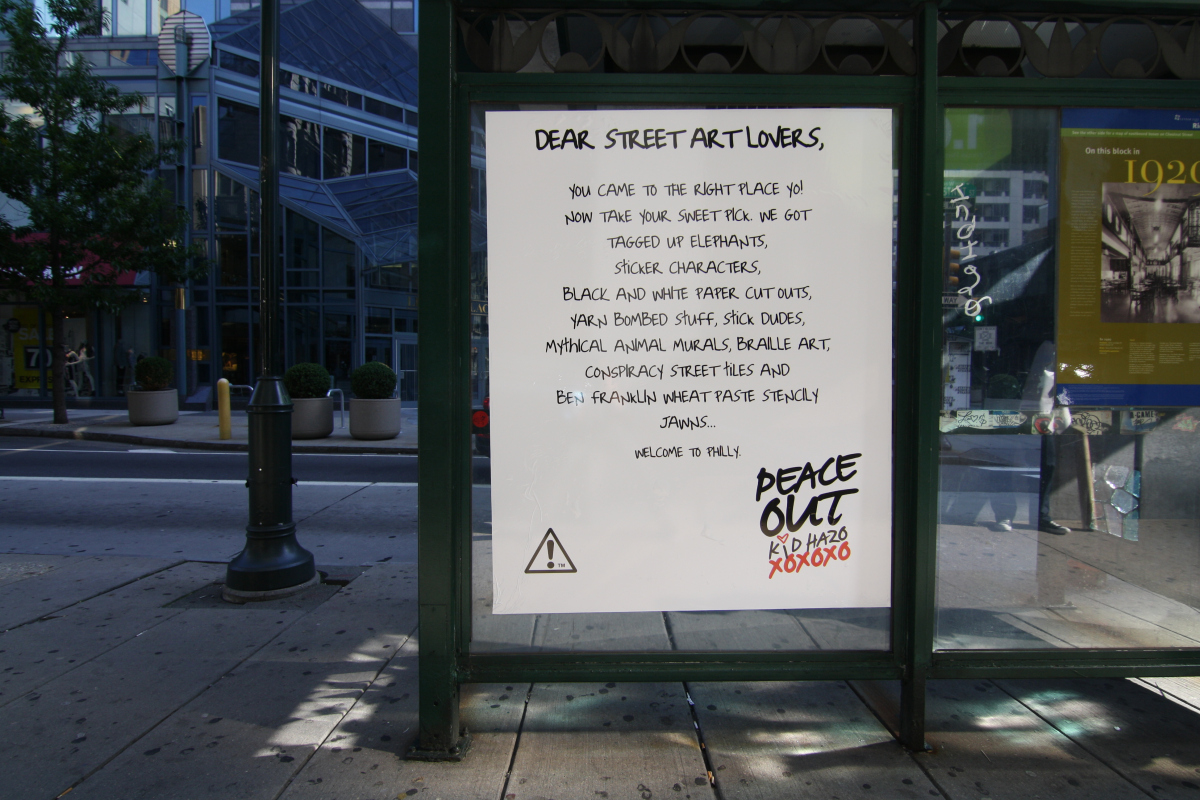 DEAR STREET ART LOVERS,
YOU CAME TO THE RIGHT PLACE YO!
NOW TAKE YOUR SWEET PICK. WE GOT
TAGGED UP ELEPHANTS,
STICKER CHARACTERS,
BLACK AND WHITE PAPER CUT OUTS,
YARN BOMBED STUFF, STICK DUDES,
MYTHICAL ANIMAL MURALS, BRAILLE ART,
CONSPIRACY STREET TILES AND
BEN FRANKLIN WHEAT PASTE STENCILY
JAWNS...
WELCOME TO PHILLY.
PEACE
OUT
KID HAZO
XOXOXO
!
TM
On this block in
1920
WAY
70